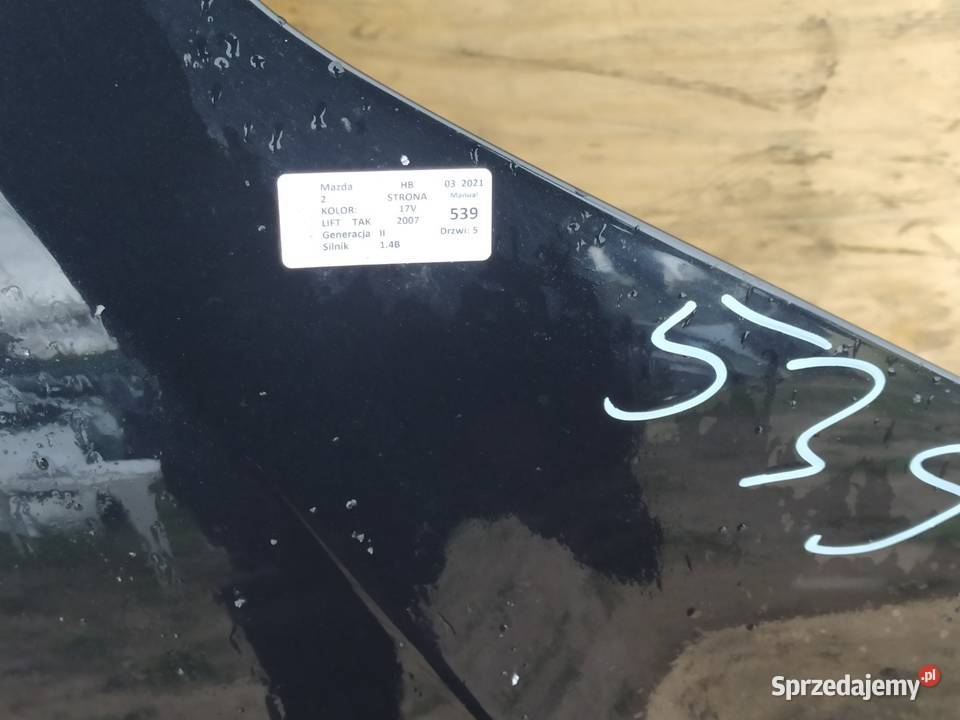 Mazda HB 03 2021
2 STRONA Manual
KOLOR: 17V 539
LIFT TAK 2007
Generacja II Drzwi: 5
Silnik 1.4B
539
Sprzedajemy.pl